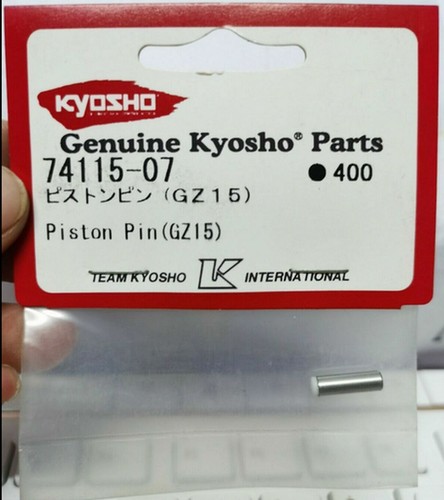 KYOSHO
Genuine Kyosho® Parts
74115-07 ●400
ピストンピン（GZ15）
Piston Pin(GZ15)
TEAM KYOSHO K INTERNATIONAL